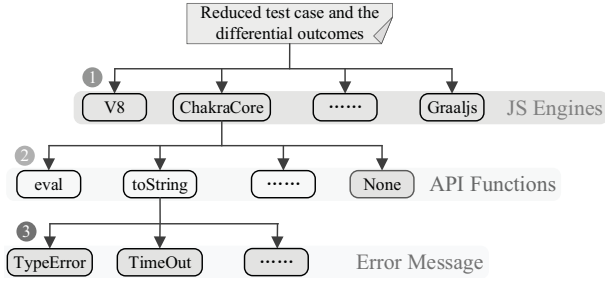 Reduced test case and the
differential outcomes
1
V8 ChakraCore ...... Graaljs JS Engines
2
eval toString ...... None API Functions
3
TypeError TimeOut ...... Error Message